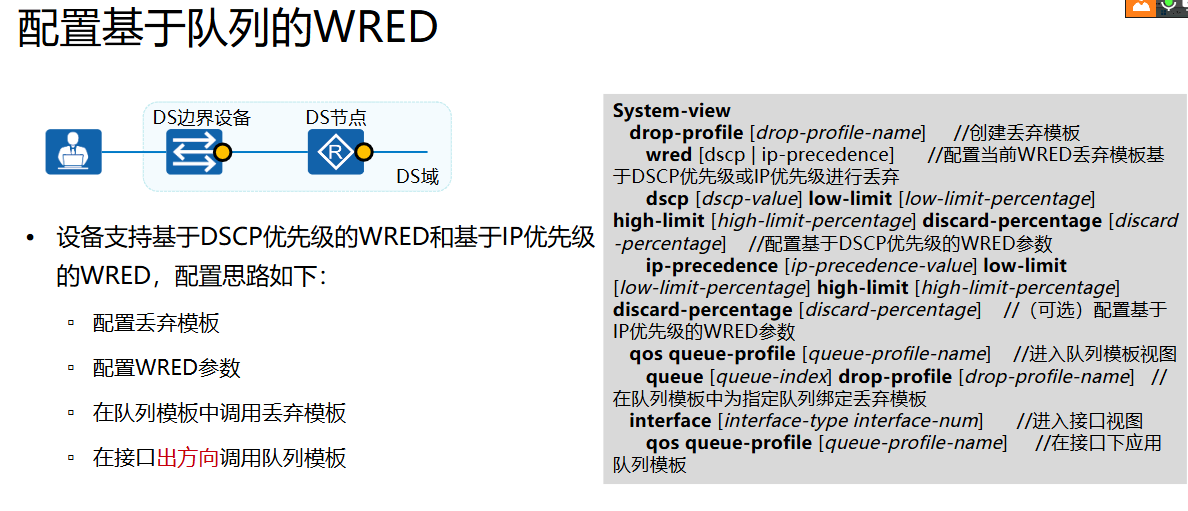 配置基于队列的WRED
DS边界设备
DS节点
R
DS域
• 设备支持基于DSCP优先级的WRED和基于IP优先级
的WRED，配置思路如下：
▫ 配置丢弃模板
▫ 配置WRED参数
▫ 在队列模板中调用丢弃模板
▫ 在接口出方向调用队列模板
System-view
drop-profile [drop-profile-name] //创建丢弃模板
wred [dscp | ip-precedence] //配置当前WRED丢弃模板基
于DSCP优先级或IP优先级进行丢弃
dscp [dscp-value] low-limit [low-limit-percentage]
high-limit [high-limit-percentage] discard-percentage [discard
-percentage] //配置基于DSCP优先级的WRED参数
ip-precedence [ip-precedence-value] low-limit
[low-limit-percentage] high-limit [high-limit-percentage]
discard-percentage [discard-percentage] //（可选）配置基于
IP优先级的WRED参数
qos queue-profile [queue-profile-name] //进入队列模板视图
queue [queue-index] drop-profile [drop-profile-name] //
在队列模板中为指定队列绑定丢弃模板
interface [interface-type interface-num] //进入接口视图
qos queue-profile [queue-profile-name] //在接口下应用
队列模板